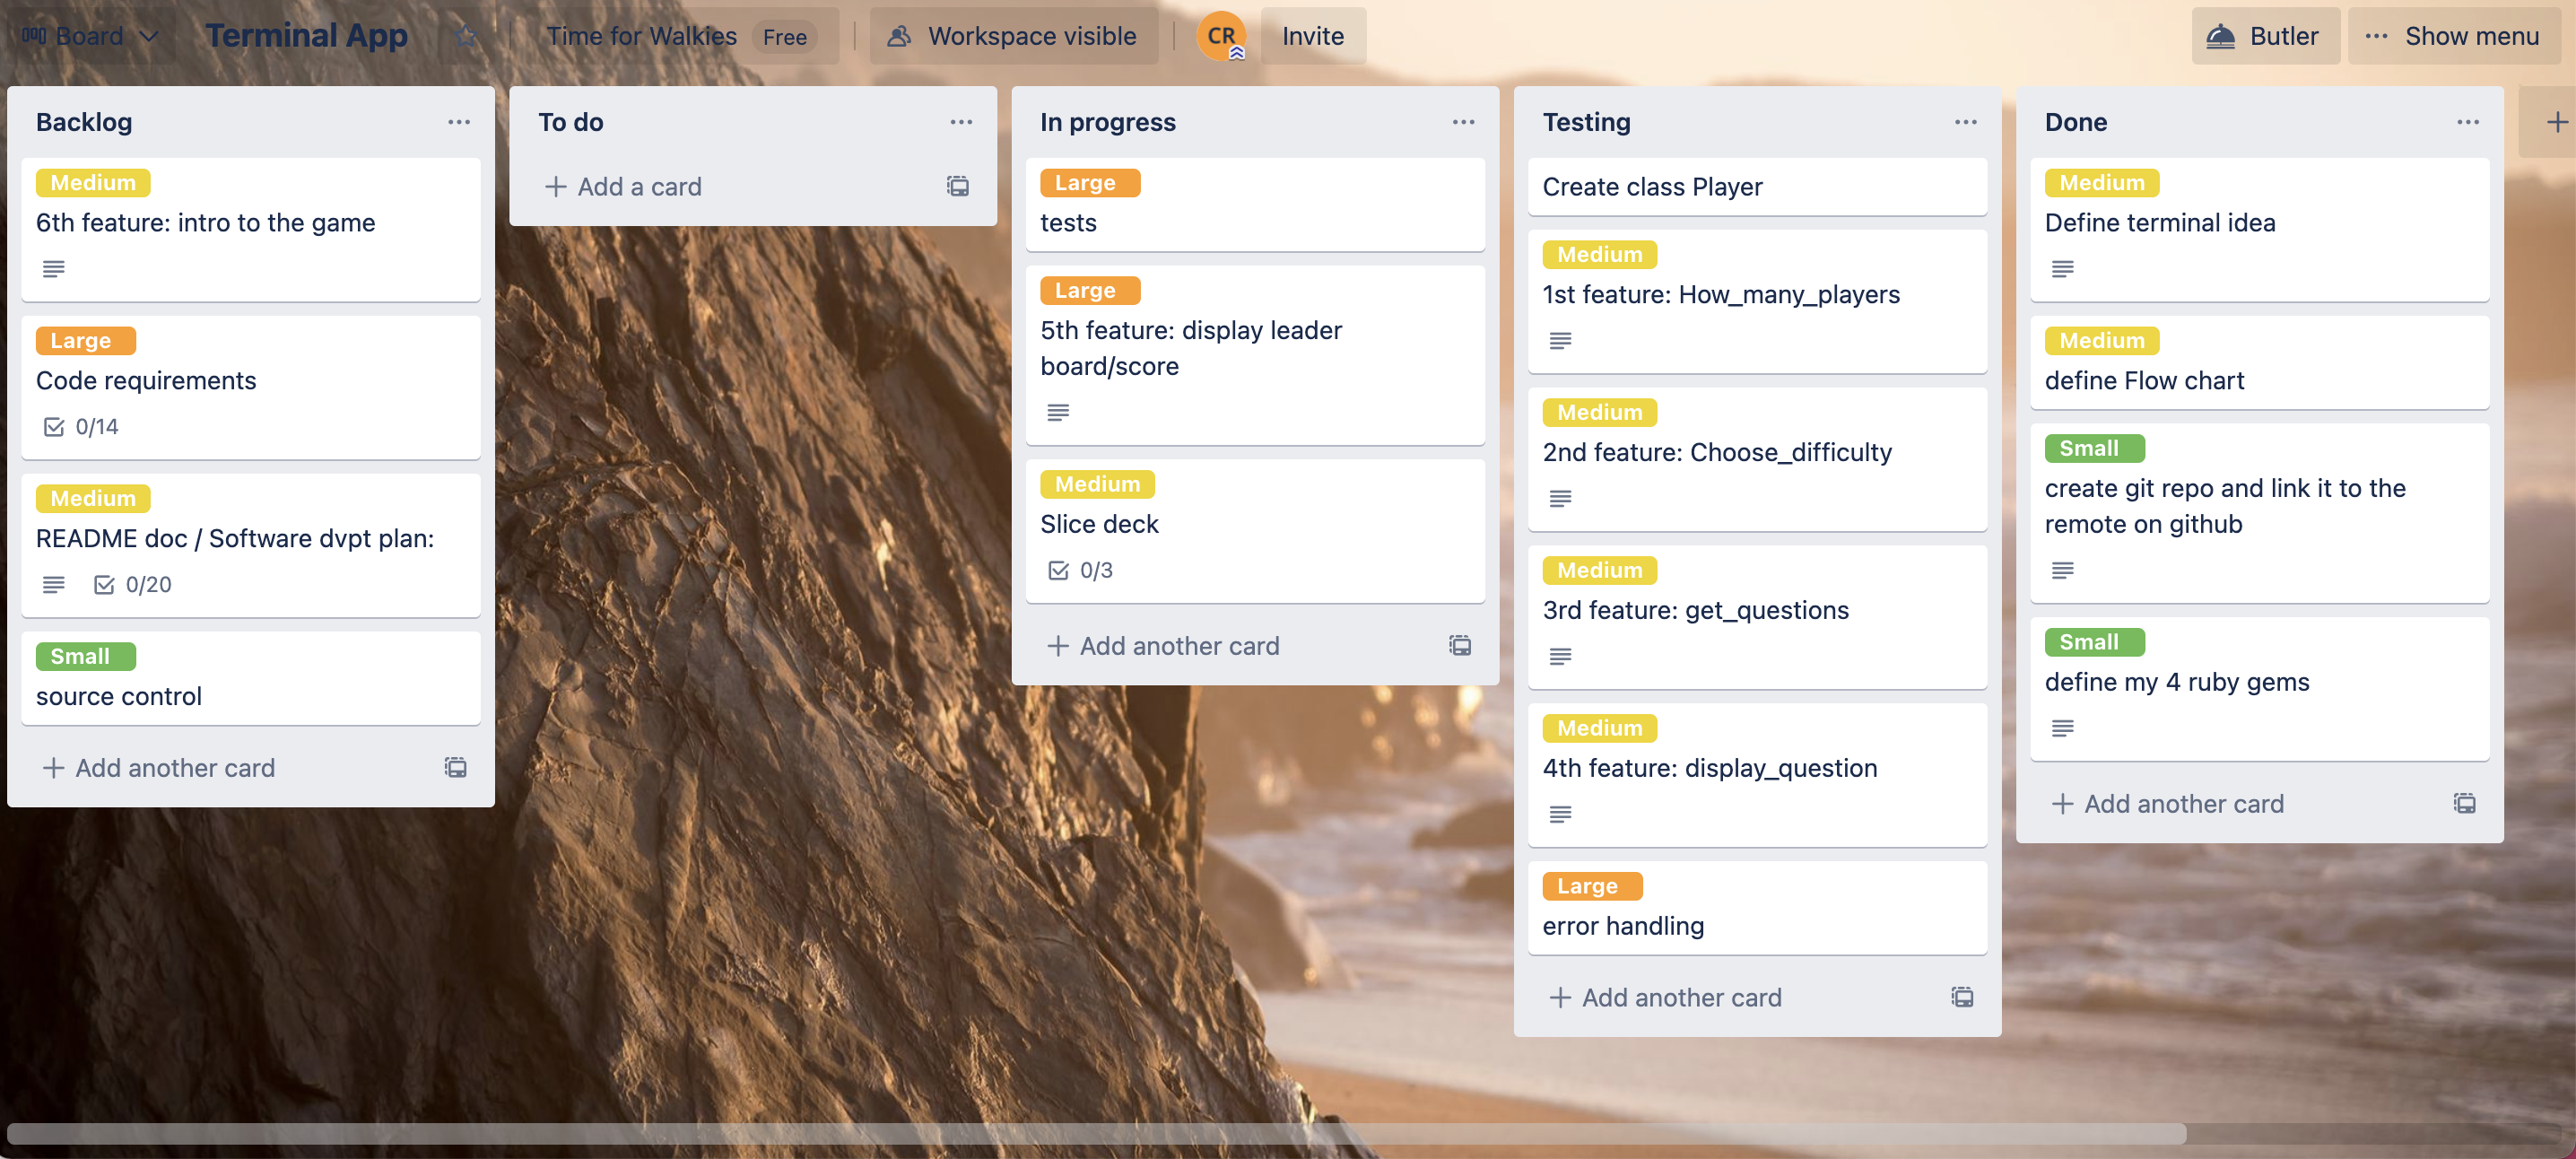 Board
Terminal App
Time for Walkies Free
Workspace visible
CR
Invite
Butler
Show menu
Backlog
Medium
6th feature: intro to the game
Large
Code requirements
0/14
Medium
README doc / Software dvpt plan:
0/20
Small
source control
Add another card
To do
Add a card
In progress
Large
tests
Large
5th feature: display leader
board/score
Medium
Slice deck
0/3
Add another card
Testing
Create class Player
Medium
1st feature: How_many_players
Medium
2nd feature: Choose_difficulty
Medium
3rd feature: get_questions
Medium
4th feature: display_question
Large
error handling
Add another card
Done
Medium
Define terminal idea
Medium
define Flow chart
Small
create git repo and link it to the
remote on github
Small
define my 4 ruby gems
Add another card